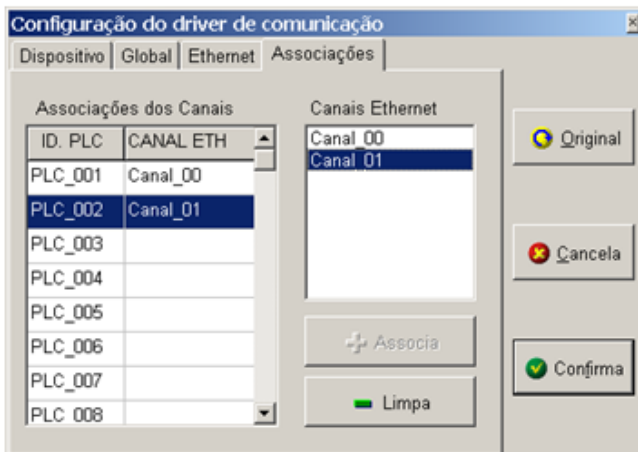 Configuração do driver de comunicação
Dispositivo Global Ethernet Associações
Associações dos Canais
ID. PLC CANAL ETH
PLC_001 Canal_00
PLC_002 Canal_01
PLC_003
PLC_004
PLC_005
PLC_006
PLC_007
PLC_008
Canais Ethernet
Canal_00
Canal_01
Associa
Limpa
Original
Cancela
Confirma